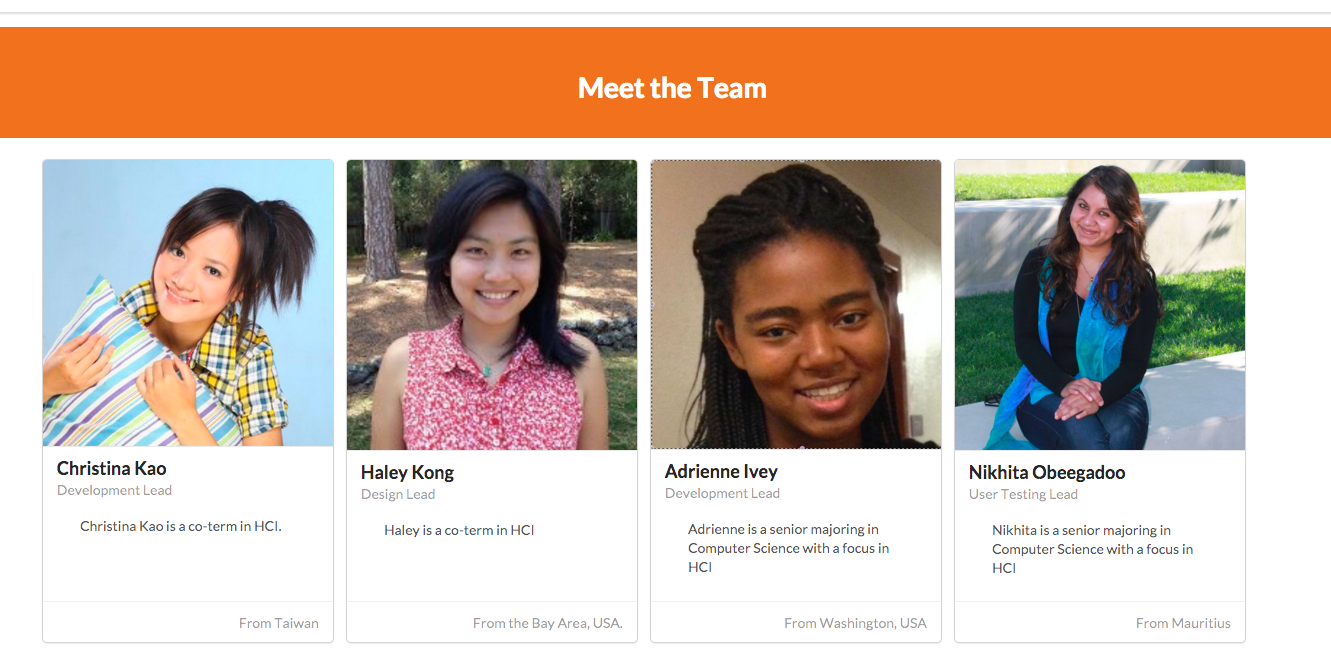 Meet the Team
Christina Kao
Development Lead
Christina Kao is a co-term in HCI.
From Taiwan
Haley Kong
Design Lead
Haley is a co-term in HCI
From the Bay Area, USA.
Adrienne Ivey
Development Lead
Adrienne is a senior majoring in
Computer Science with a focus in
HCI
From Washington, USA
Nikhita Obeegadoo
User Testing Lead
Nikhita is a senior majoring in
Computer Science with a focus in
HCI
From Mauritius